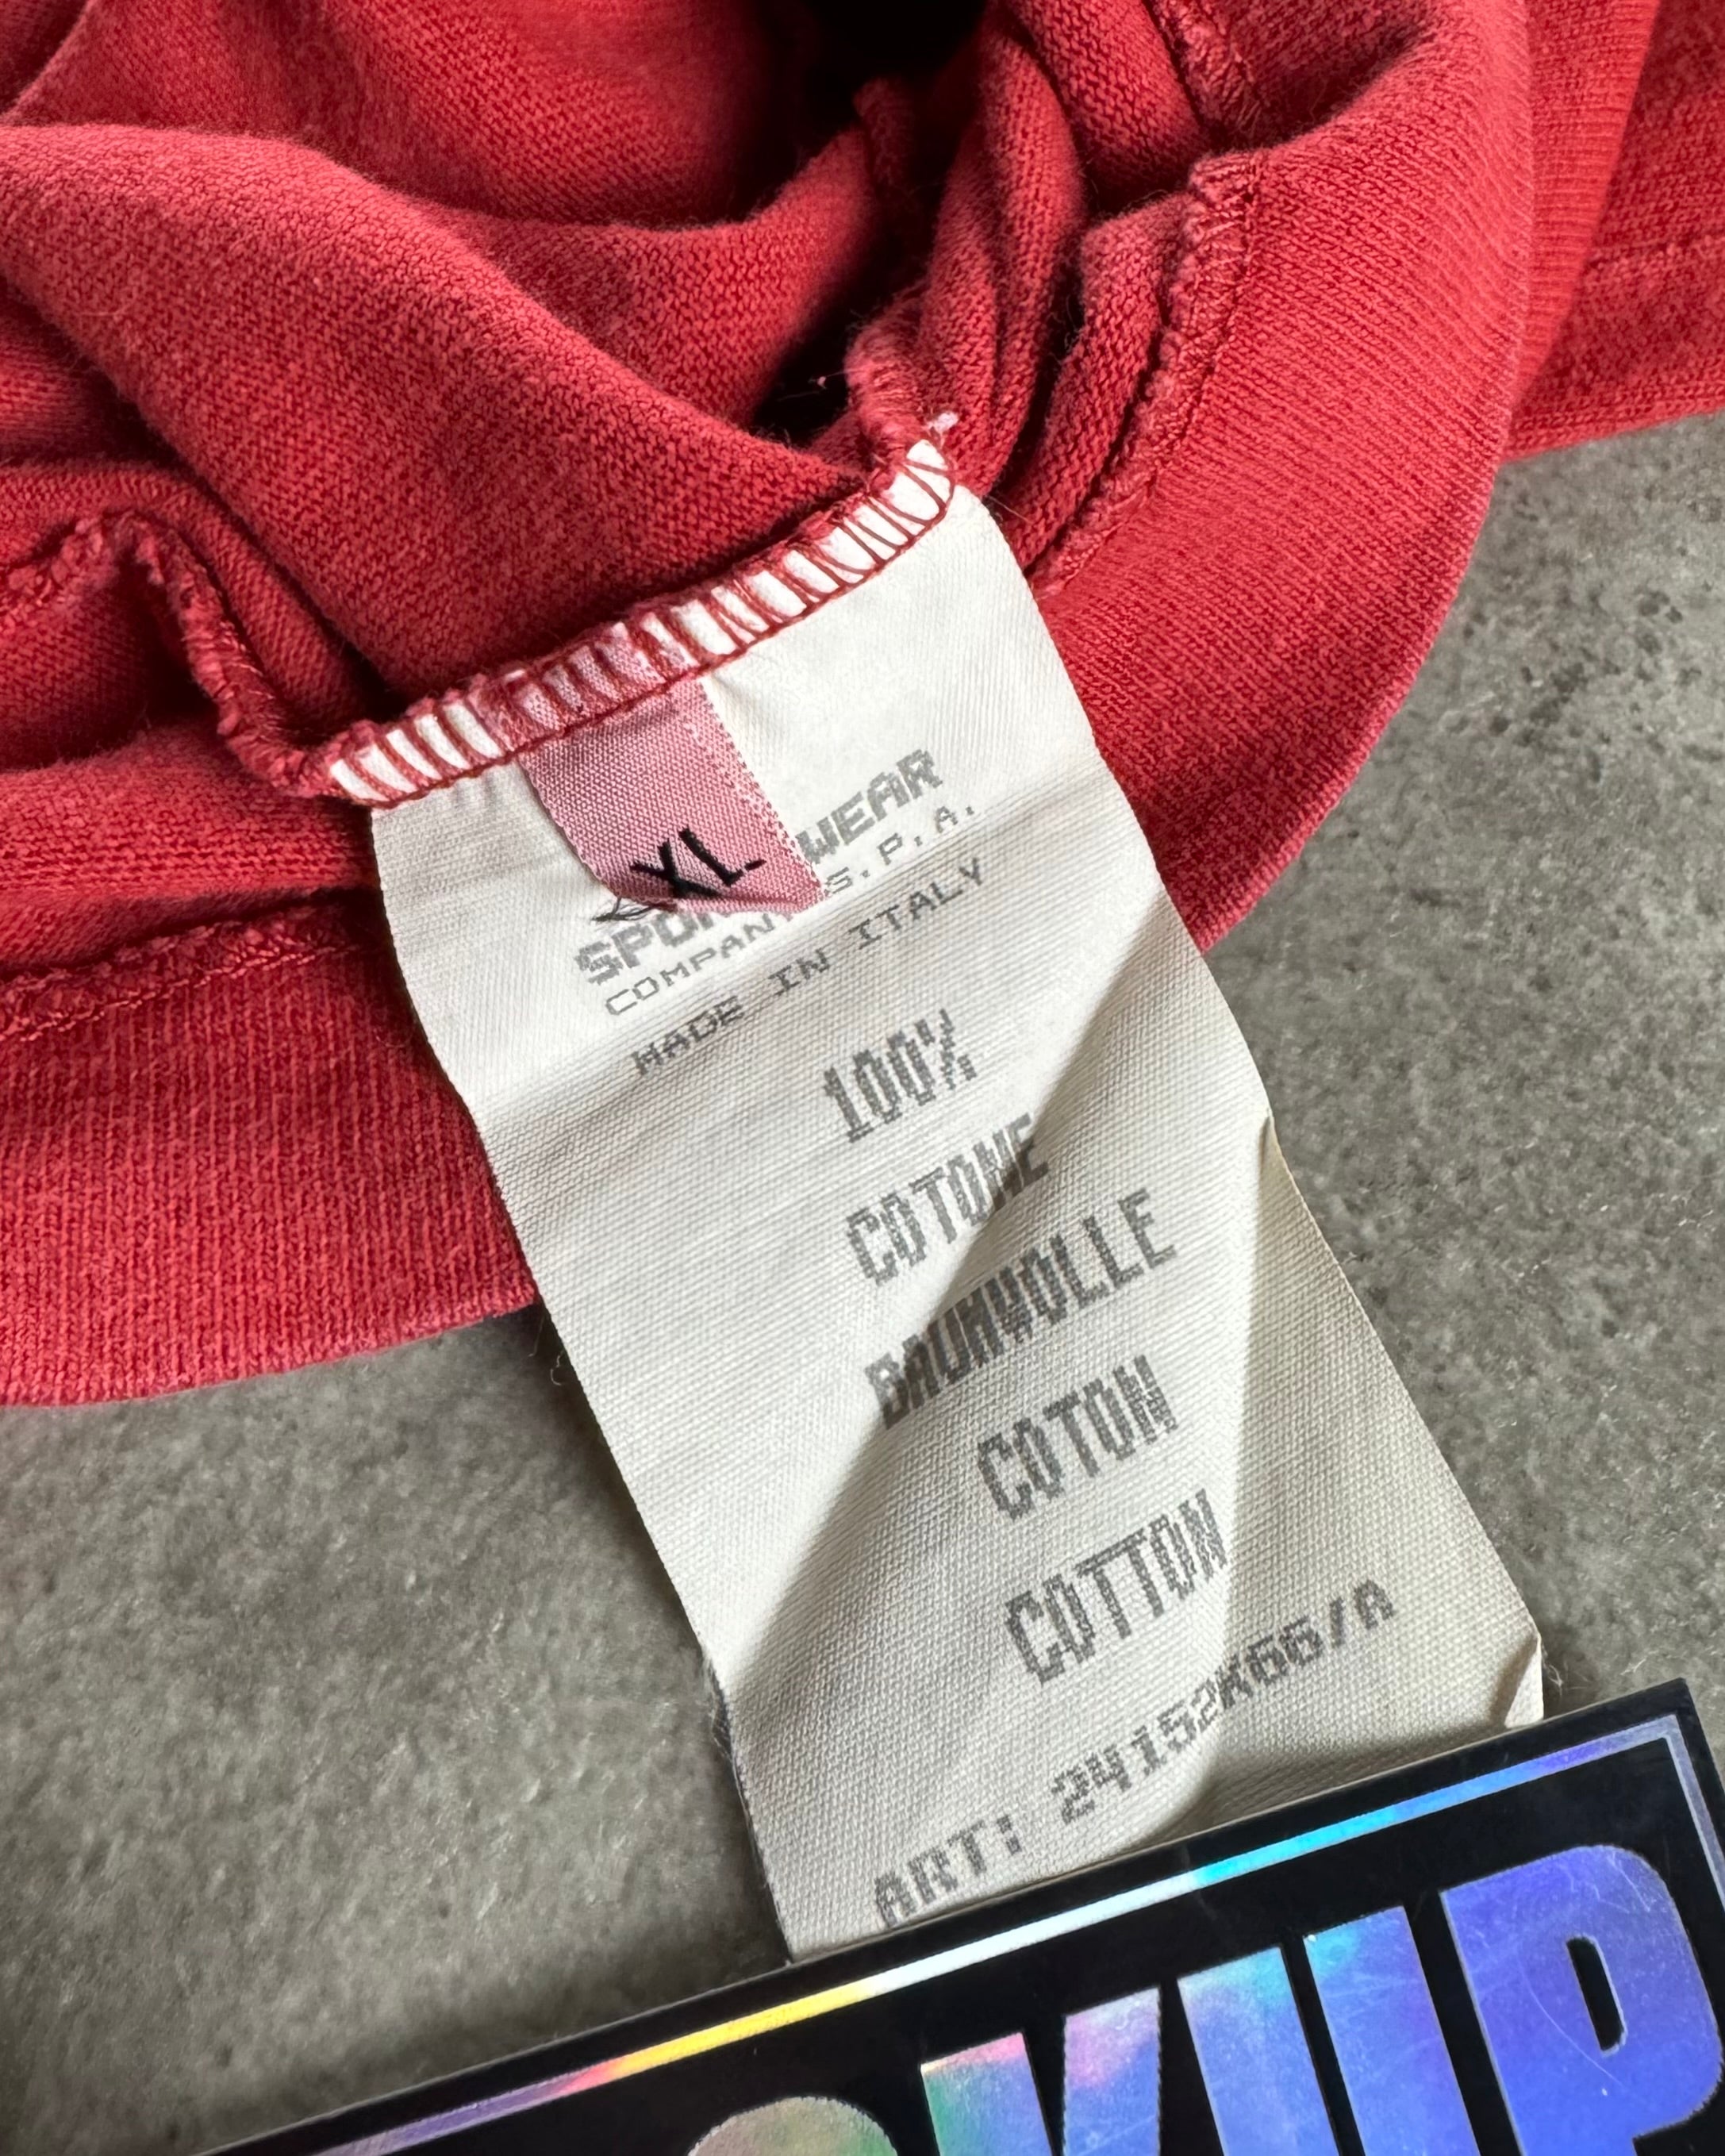 XL
SPORTSWEAR
COMPANY S.P.A.
MADE IN ITALY
100%
COTONE
BAUMWOLLE
COTON
COTTON
ART: 24152K66/A